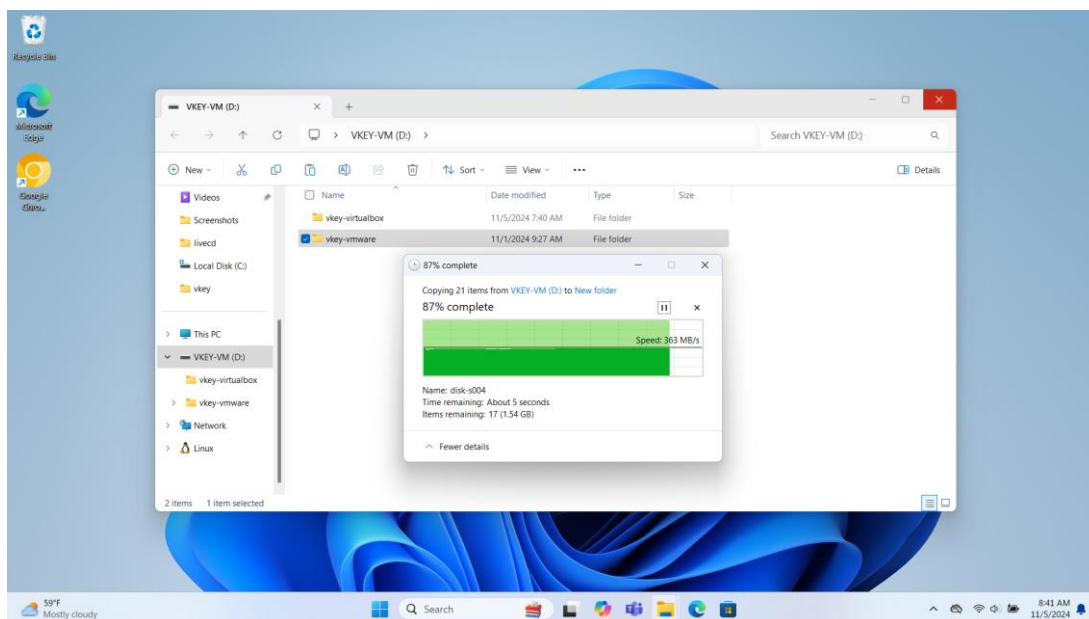 Recycle Bin
Microsoft
Edge
Google
Chro...
VKEY-VM (D:)
VKEY-VM (D:)
Search VKEY-VM (D:)
New
Sort
View
Details
Videos
Screenshots
livecd
Local Disk (C:)
vkey
This PC
VKEY-VM (D:)
vkey-virtualbox
vkey-vmware
Network
Linux
Name Date modified Type Size
vkey-virtualbox 11/5/2024 7:40 AM File folder
vkey-vmware 11/1/2024 9:27 AM File folder
87% complete
Copying 21 items from VKEY-VM (D:) to New folder
87% complete
Speed: 363 MB/s
Name: disk-s004
Time remaining: About 5 seconds
Items remaining: 17 (1.54 GB)
Fewer details
2 items 1 item selected
59°F
Mostly cloudy
Search
8:41 AM
11/5/2024